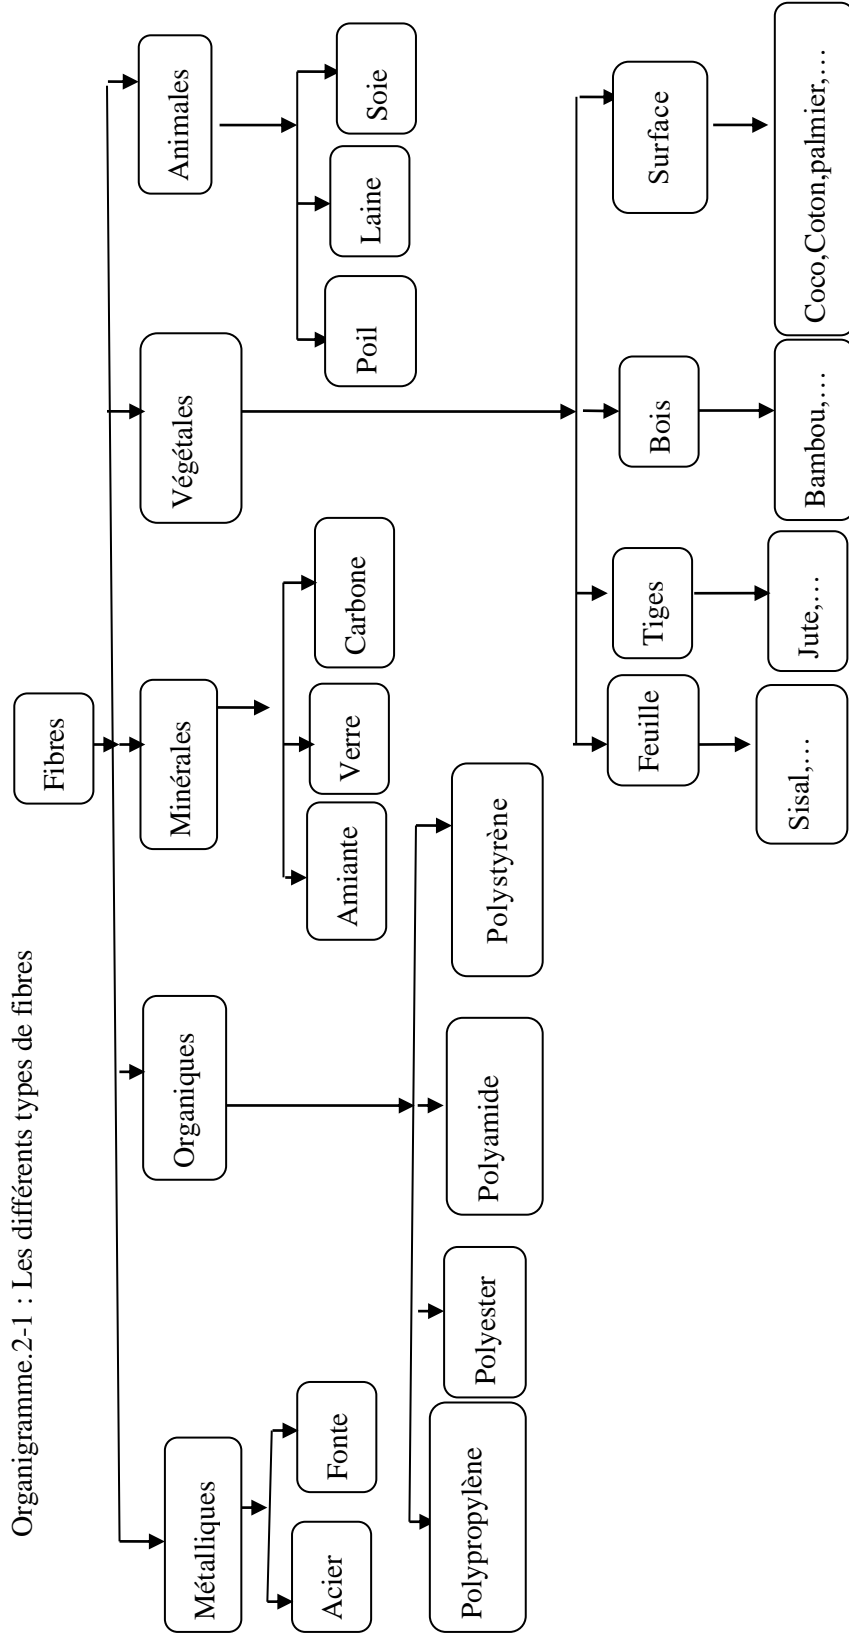 Organigramme.2-1 : Les différents types de fibres
Fibres
Métalliques
Organiques
Minérales
Végétales
Animales
Acier
Fonte
Amiante
Verre
Carbone
Poil
Laine
Soie
Polypropylène
Polyester
Polyamide
Polystyrène
Feuille
Tiges
Bois
Surface
Sisal,…
Jute,…
Bambou,…
Coco,Coton,palmier,…